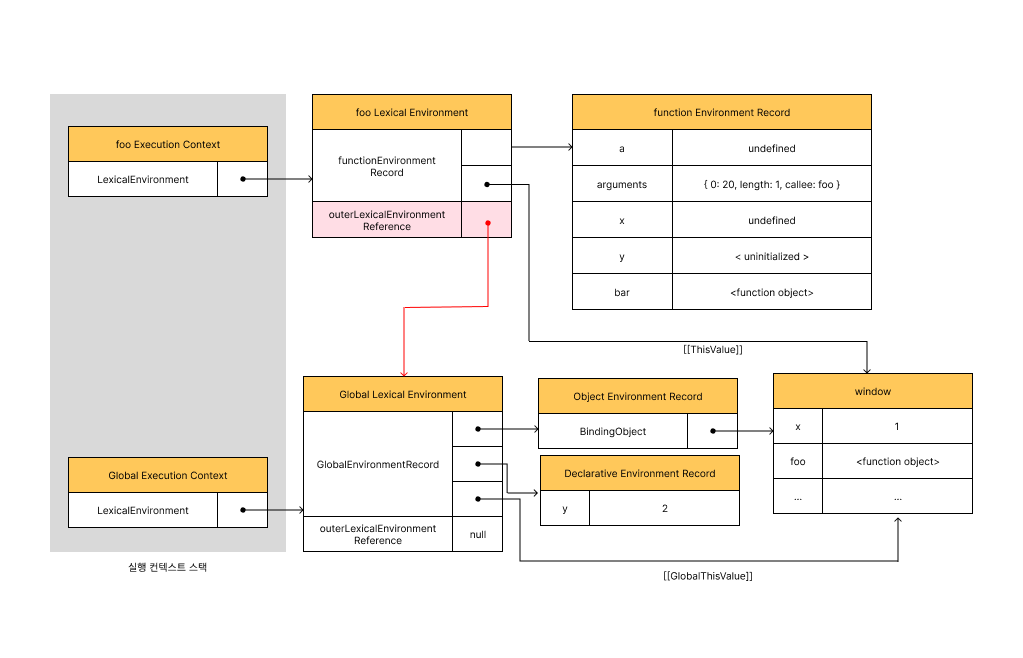 foo Execution Context
LexicalEnvironment
foo Lexical Environment
functionEnvironment
Record
outerLexicalEnvironment
Reference
function Environment Record
a
undefined
arguments
{ 0: 20, length: 1, callee: foo }
x
undefined
y
< uninitialized >
bar
<function object>
[[ThisValue]]
Global Execution Context
LexicalEnvironment
실행 컨텍스트 스택
Global Lexical Environment
GlobalEnvironmentRecord
outerLexicalEnvironment
Reference
null
Object Environment Record
BindingObject
Declarative Environment Record
y
2
window
x
1
foo
<function object>
...
...
[[GlobalThisValue]]